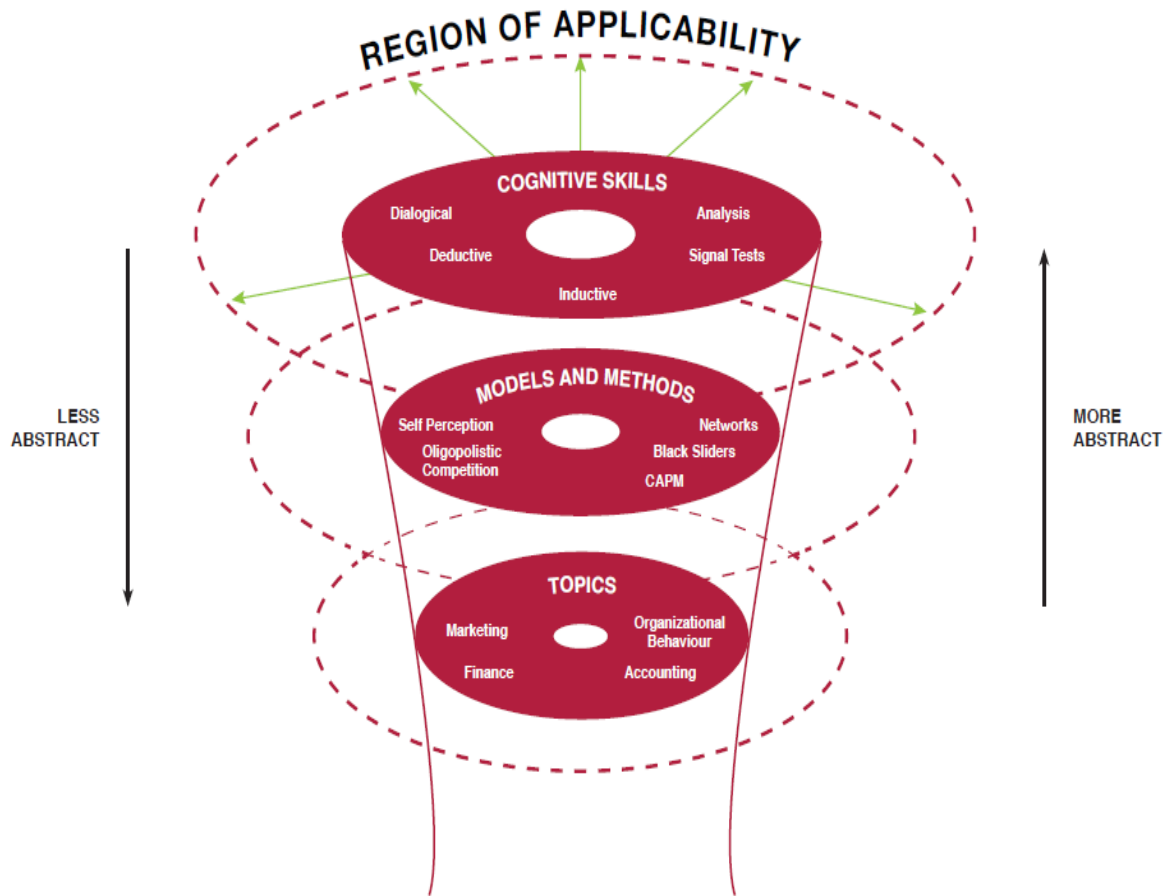 REGION OF APPLICABILITY
COGNITIVE SKILLS
Dialogical
Analysis
Deductive
Signal Tests
Inductive
LESS
ABSTRACT
MORE
ABSTRACT
MODELS AND METHODS
Self Perception
Networks
Oligopolistic
Competition
Black Sliders
CAPM
TOPICS
Marketing
Organizational
Behaviour
Finance
Accounting